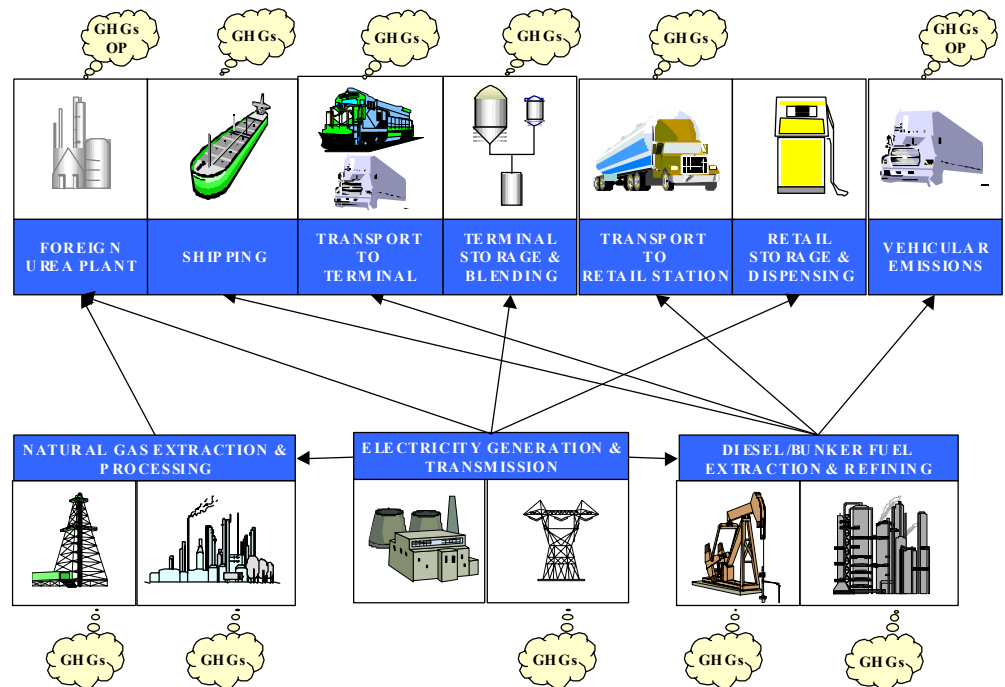 GHGs
OP
GHGs
GHGs
GHGs
GHGs
GHGs
OP
FOREIGN
UREA PLANT
SHIPPING
TRANSPORT
TO
TERMINAL
TERMINAL
STORAGE &
BLENDING
TRANSPORT
TO
RETAIL STATION
RETAIL
STORAGE &
DISPENSING
VEHICULAR
EMISSIONS
NATURAL GAS EXTRACTION &
PROCESSING
ELECTRICITY GENERATION &
TRANSMISSION
DIESEL/BUNKER FUEL
EXTRACTION & REFINING
GHGs
GHGs
GHGs
GHGs
GHGs